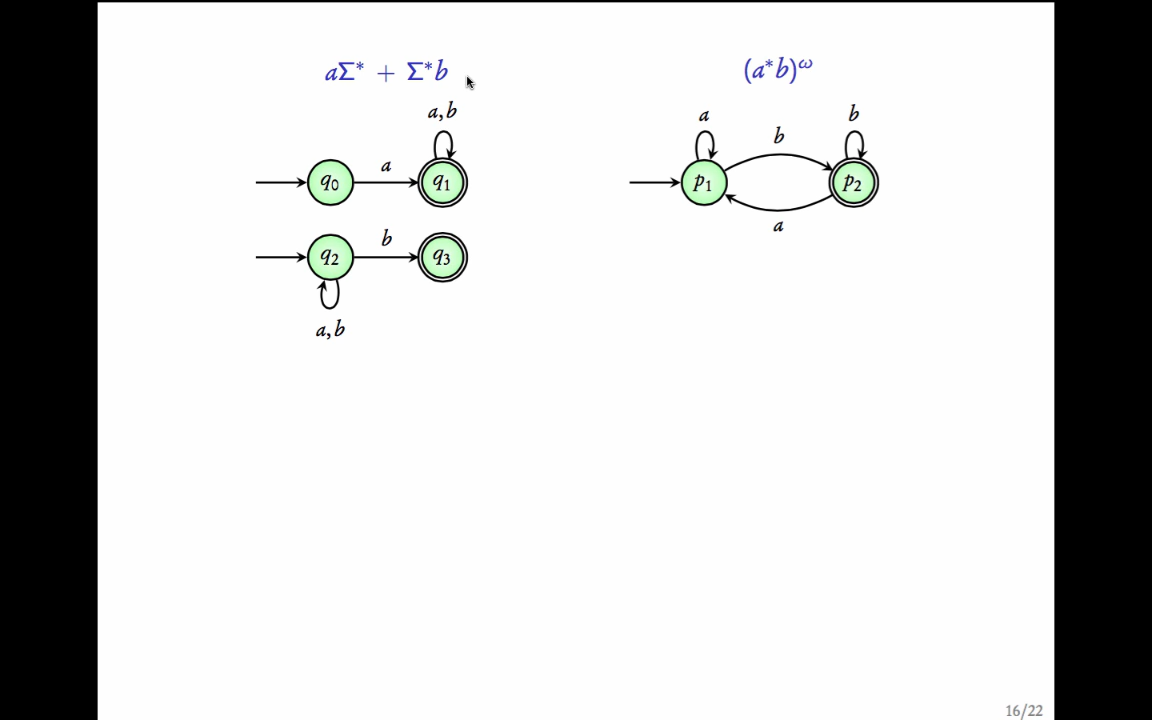 aΣ* + Σ*b
(a*b)^ω
a,b
a
b
b
a
q₀
q₁
p₁
p₂
a
b
q₂
q₃
a,b
16/22